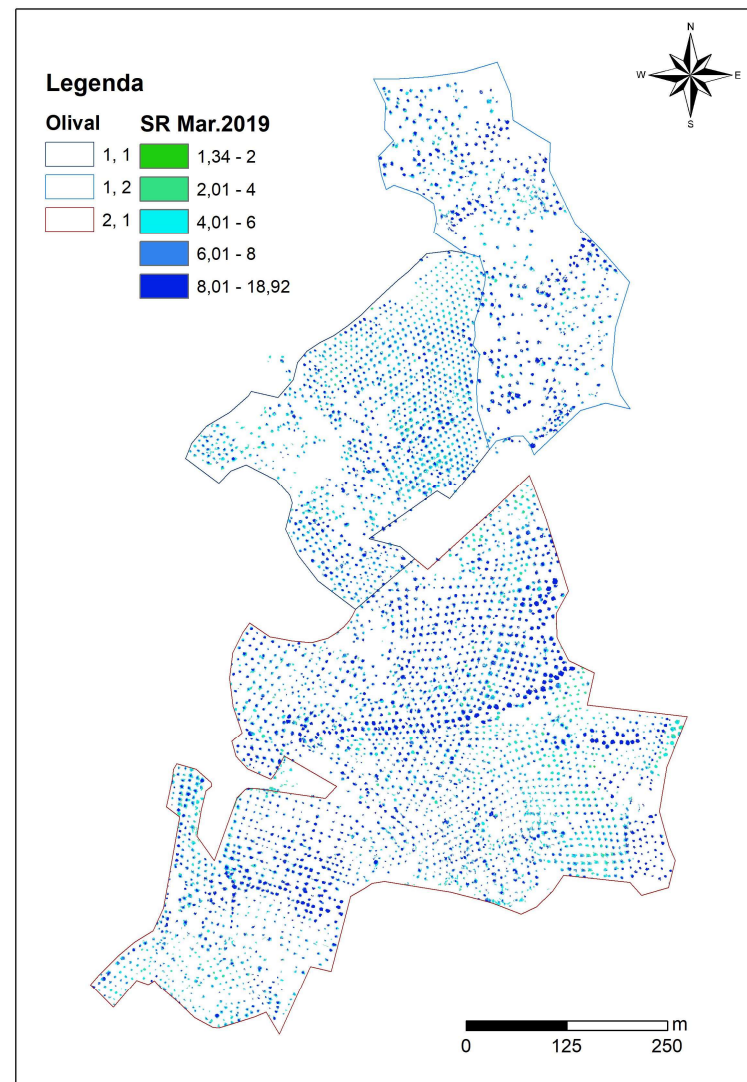 N
W E
S
Legenda
Olival SR Mar.2019
1, 1 1,34 - 2
1, 2 2,01 - 4
2, 1 4,01 - 6
6,01 - 8
8,01 - 18,92
m
0 125 250